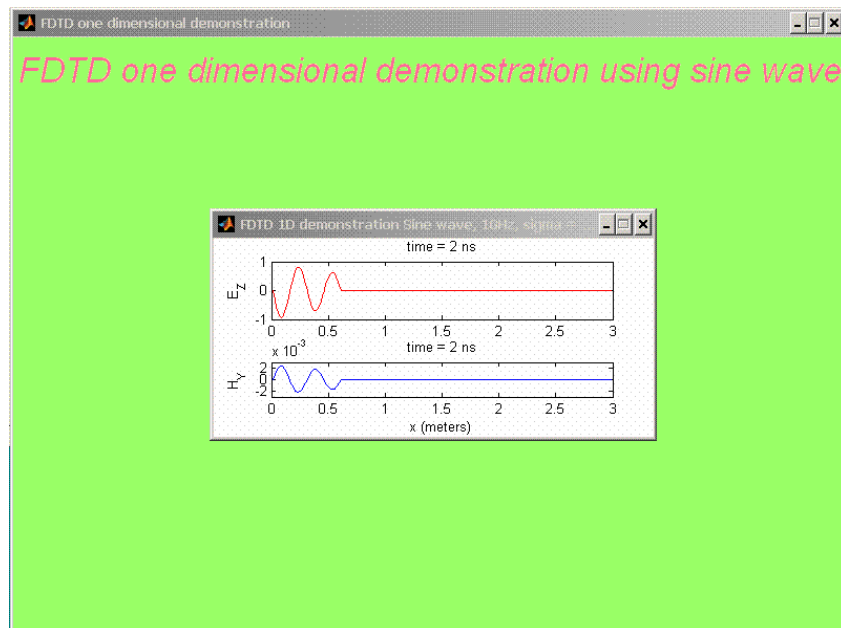 FDTD one dimensional demonstration
FDTD one dimensional demonstration using sine wave
FDTD 1D demonstration Sine wave, 1GHz, sigma =
time = 2 ns
1
0
-1
E_Z
0 0.5 1 1.5 2 2.5 3
x 10^-3
time = 2 ns
2
0
-2
H_Y
0 0.5 1 1.5 2 2.5 3
x (meters)